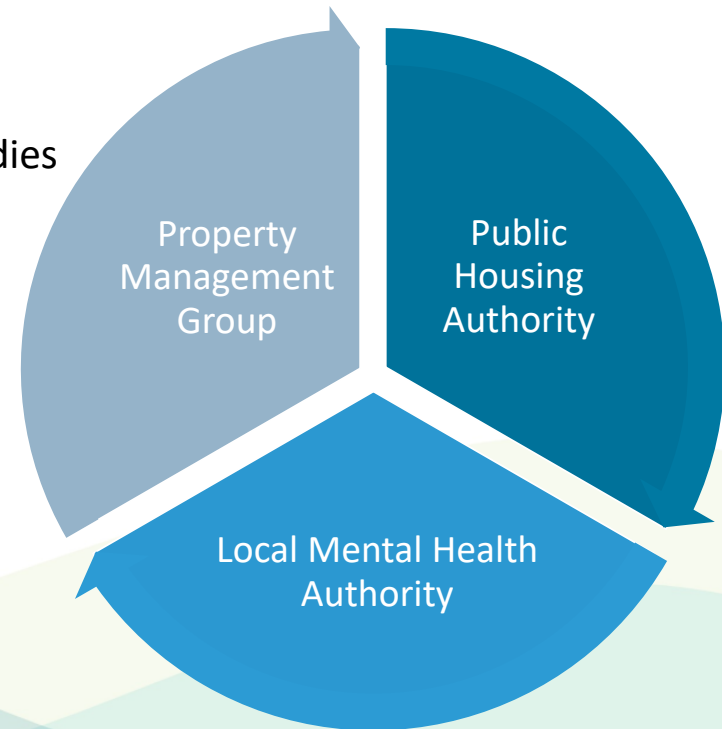 dies
Property
Management
Group
Public
Housing
Authority
Local Mental Health
Authority